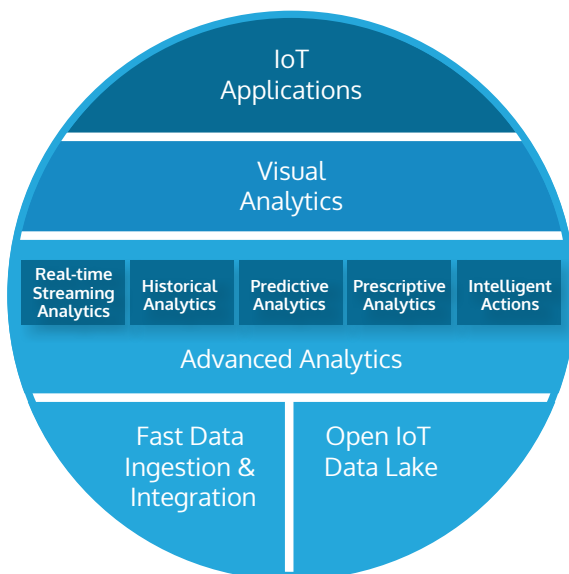 IoT
Applications
Visual
Analytics
Real-time
Streaming
Analytics
Historical
Analytics
Predictive
Analytics
Prescriptive
Analytics
Intelligent
Actions
Advanced Analytics
Fast Data
Ingestion &
Integration
Open IoT
Data Lake